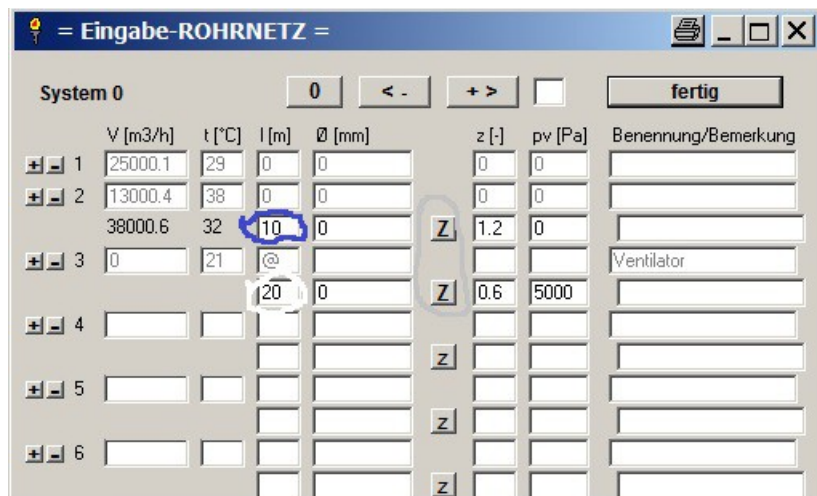 = Eingabe-ROHRNETZ =
System 0 0 < - + > fertig
V [m3/h] t [°C] l [m] Ø [mm] z [-] pv [Pa] Benennung/Bemerkung
+ - 1 25000.1 29 0 0 0 0
+ - 2 13000.4 38 0 0 0 0
38000.6 32 10 0 Z 1.2 0
+ - 3 0 21 @ Ventilator
20 0 Z 0.6 5000
+ - 4
z
+ - 5
z
+ - 6
z